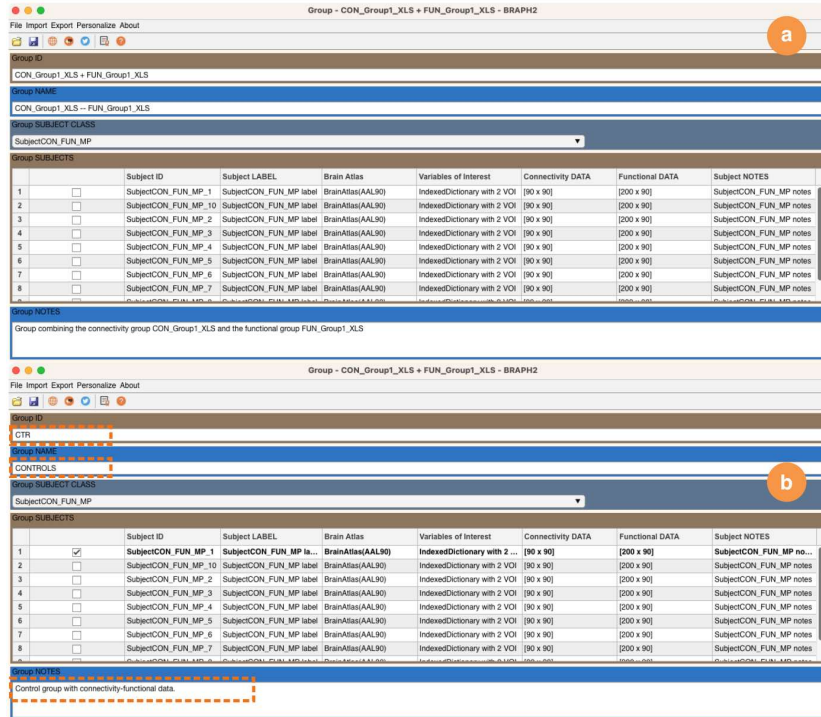 Group - CON_Group1_XLS + FUN_Group1_XLS - BRAPH2
File Import Export Personalize About
a
Group ID
CON_Group1_XLS + FUN_Group1_XLS
Group NAME
CON_Group1_XLS -- FUN_Group1_XLS
Group SUBJECT CLASS
SubjectCON_FUN_MP
Group SUBJECTS
Subject ID Subject LABEL Brain Atlas Variables of Interest Connectivity DATA Functional DATA Subject NOTES
1 SubjectCON_FUN_MP_1 SubjectCON_FUN_MP label BrainAtlas(AAL90) IndexedDictionary with 2 VOI [90 x 90] [200 x 90] SubjectCON_FUN_MP notes
2 SubjectCON_FUN_MP_10 SubjectCON_FUN_MP label BrainAtlas(AAL90) IndexedDictionary with 2 VOI [90 x 90] [200 x 90] SubjectCON_FUN_MP notes
3 SubjectCON_FUN_MP_2 SubjectCON_FUN_MP label BrainAtlas(AAL90) IndexedDictionary with 2 VOI [90 x 90] [200 x 90] SubjectCON_FUN_MP notes
4 SubjectCON_FUN_MP_3 SubjectCON_FUN_MP label BrainAtlas(AAL90) IndexedDictionary with 2 VOI [90 x 90] [200 x 90] SubjectCON_FUN_MP notes
5 SubjectCON_FUN_MP_4 SubjectCON_FUN_MP label BrainAtlas(AAL90) IndexedDictionary with 2 VOI [90 x 90] [200 x 90] SubjectCON_FUN_MP notes
6 SubjectCON_FUN_MP_5 SubjectCON_FUN_MP label BrainAtlas(AAL90) IndexedDictionary with 2 VOI [90 x 90] [200 x 90] SubjectCON_FUN_MP notes
7 SubjectCON_FUN_MP_6 SubjectCON_FUN_MP label BrainAtlas(AAL90) IndexedDictionary with 2 VOI [90 x 90] [200 x 90] SubjectCON_FUN_MP notes
8 SubjectCON_FUN_MP_7 SubjectCON_FUN_MP label BrainAtlas(AAL90) IndexedDictionary with 2 VOI [90 x 90] [200 x 90] SubjectCON_FUN_MP notes
Group NOTES
Group combining the connectivity group CON_Group1_XLS and the functional group FUN_Group1_XLS
Group - CON_Group1_XLS + FUN_Group1_XLS - BRAPH2
File Import Export Personalize About
Group ID
CTR
Group NAME
CONTROLS
b
Group SUBJECT CLASS
SubjectCON_FUN_MP
Group SUBJECTS
Subject ID Subject LABEL Brain Atlas Variables of Interest Connectivity DATA Functional DATA Subject NOTES
1 SubjectCON_FUN_MP_1 SubjectCON_FUN_MP la... BrainAtlas(AAL90) IndexedDictionary with 2 ... [90 x 90] [200 x 90] SubjectCON_FUN_MP no...
2 SubjectCON_FUN_MP_10 SubjectCON_FUN_MP label BrainAtlas(AAL90) IndexedDictionary with 2 VOI [90 x 90] [200 x 90] SubjectCON_FUN_MP notes
3 SubjectCON_FUN_MP_2 SubjectCON_FUN_MP label BrainAtlas(AAL90) IndexedDictionary with 2 VOI [90 x 90] [200 x 90] SubjectCON_FUN_MP notes
4 SubjectCON_FUN_MP_3 SubjectCON_FUN_MP label BrainAtlas(AAL90) IndexedDictionary with 2 VOI [90 x 90] [200 x 90] SubjectCON_FUN_MP notes
5 SubjectCON_FUN_MP_4 SubjectCON_FUN_MP label BrainAtlas(AAL90) IndexedDictionary with 2 VOI [90 x 90] [200 x 90] SubjectCON_FUN_MP notes
6 SubjectCON_FUN_MP_5 SubjectCON_FUN_MP label BrainAtlas(AAL90) IndexedDictionary with 2 VOI [90 x 90] [200 x 90] SubjectCON_FUN_MP notes
7 SubjectCON_FUN_MP_6 SubjectCON_FUN_MP label BrainAtlas(AAL90) IndexedDictionary with 2 VOI [90 x 90] [200 x 90] SubjectCON_FUN_MP notes
8 SubjectCON_FUN_MP_7 SubjectCON_FUN_MP label BrainAtlas(AAL90) IndexedDictionary with 2 VOI [90 x 90] [200 x 90] SubjectCON_FUN_MP notes
Group NOTES
Control group with connectivity-functional data.